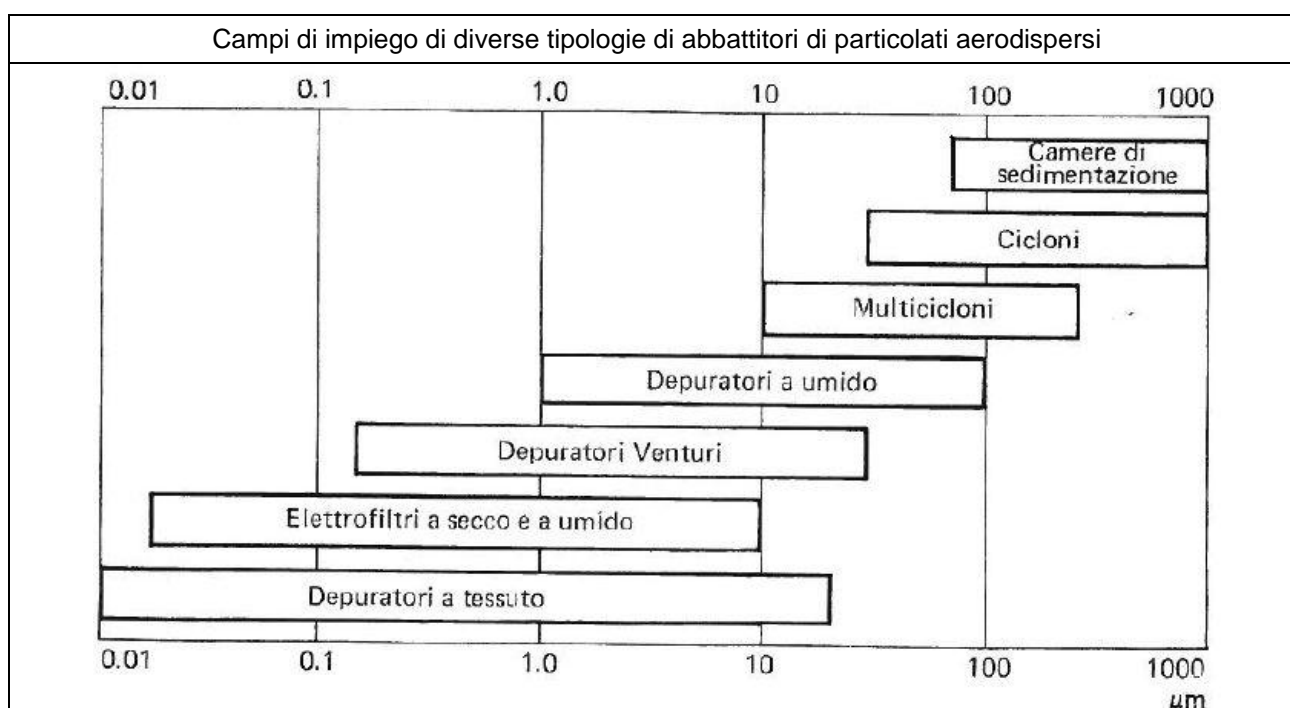 Campi di impiego di diverse tipologie di abbattitori di particolati aerodispersi
0.01 0.1 1.0 10 100 1000
Camere di
sedimentazione
Cicloni
Multicicloni
Depuratori a umido
Depuratori Venturi
Elettrofiltri a secco e a umido
Depuratori a tessuto
0.01 0.1 1.0 10 100 1000
µm